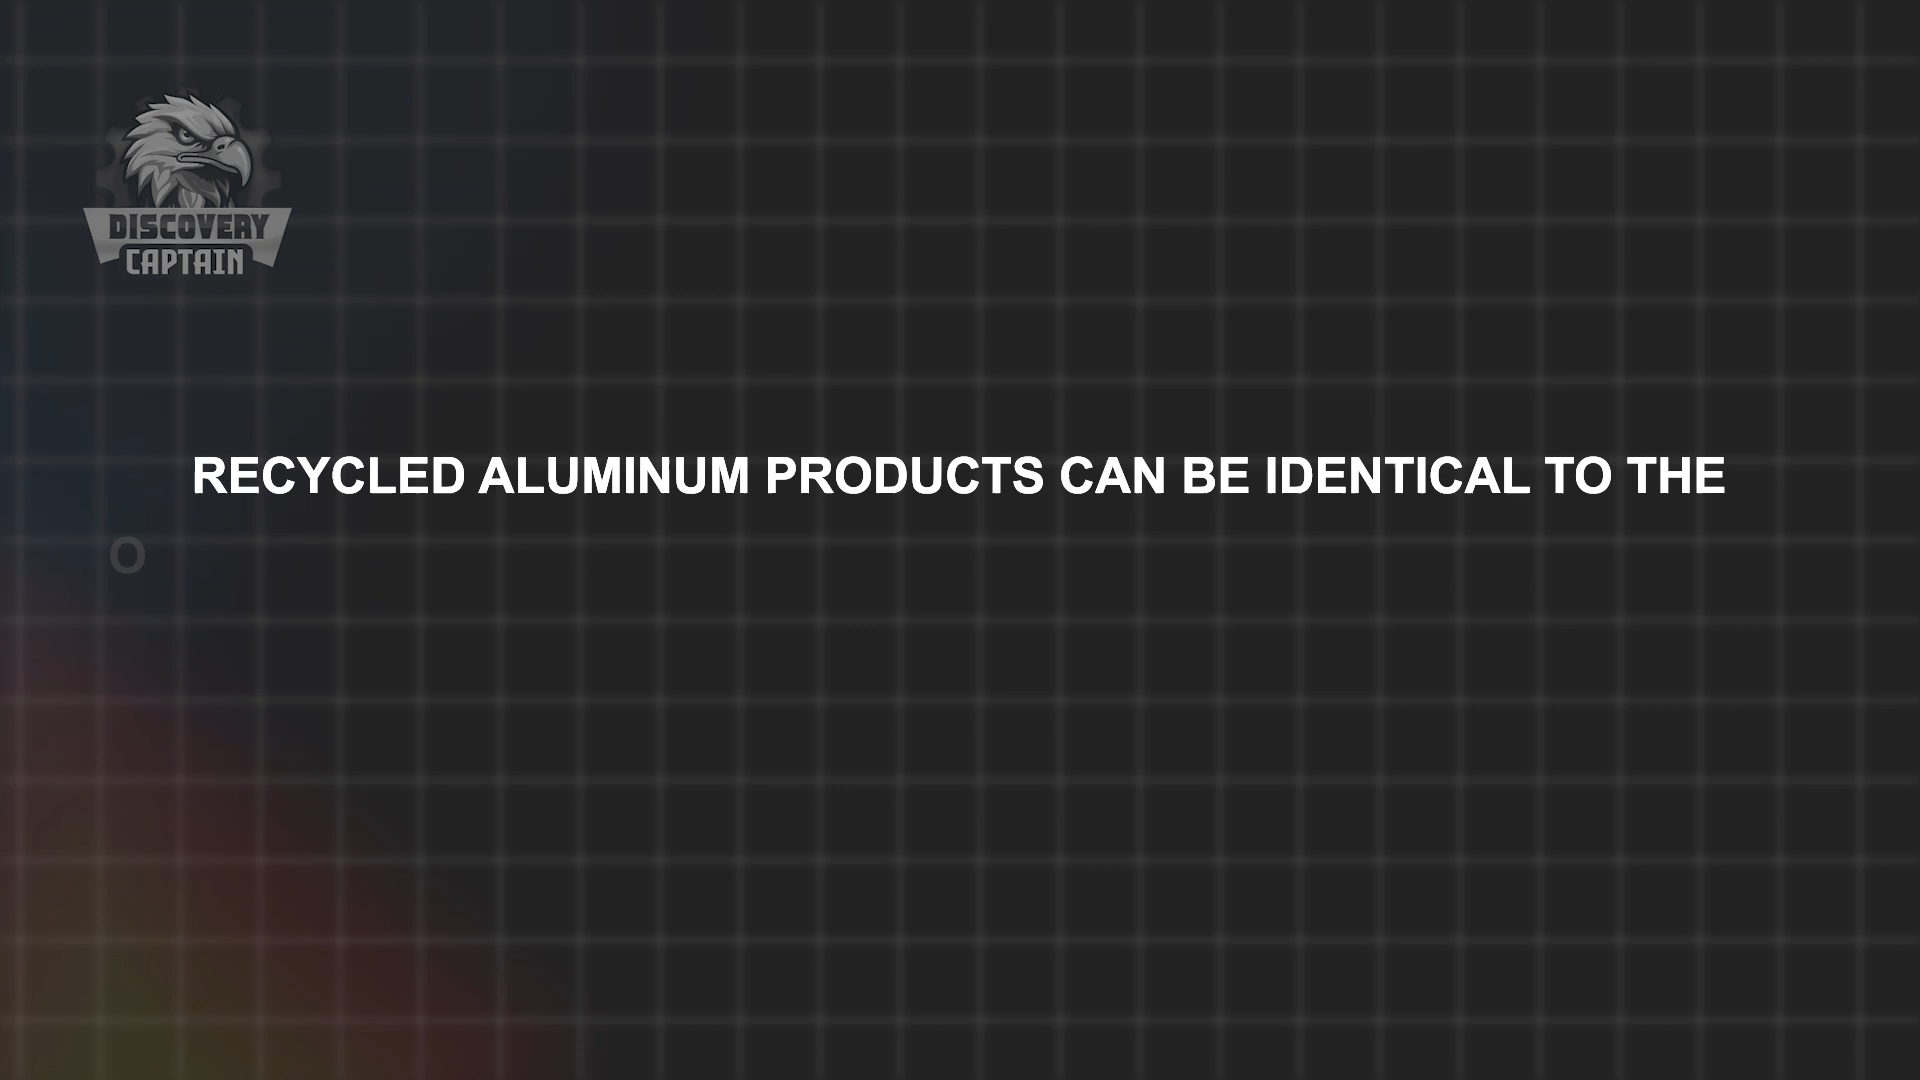 DISCOVERY
CAPTAIN
RECYCLED ALUMINUM PRODUCTS CAN BE IDENTICAL TO THE
O